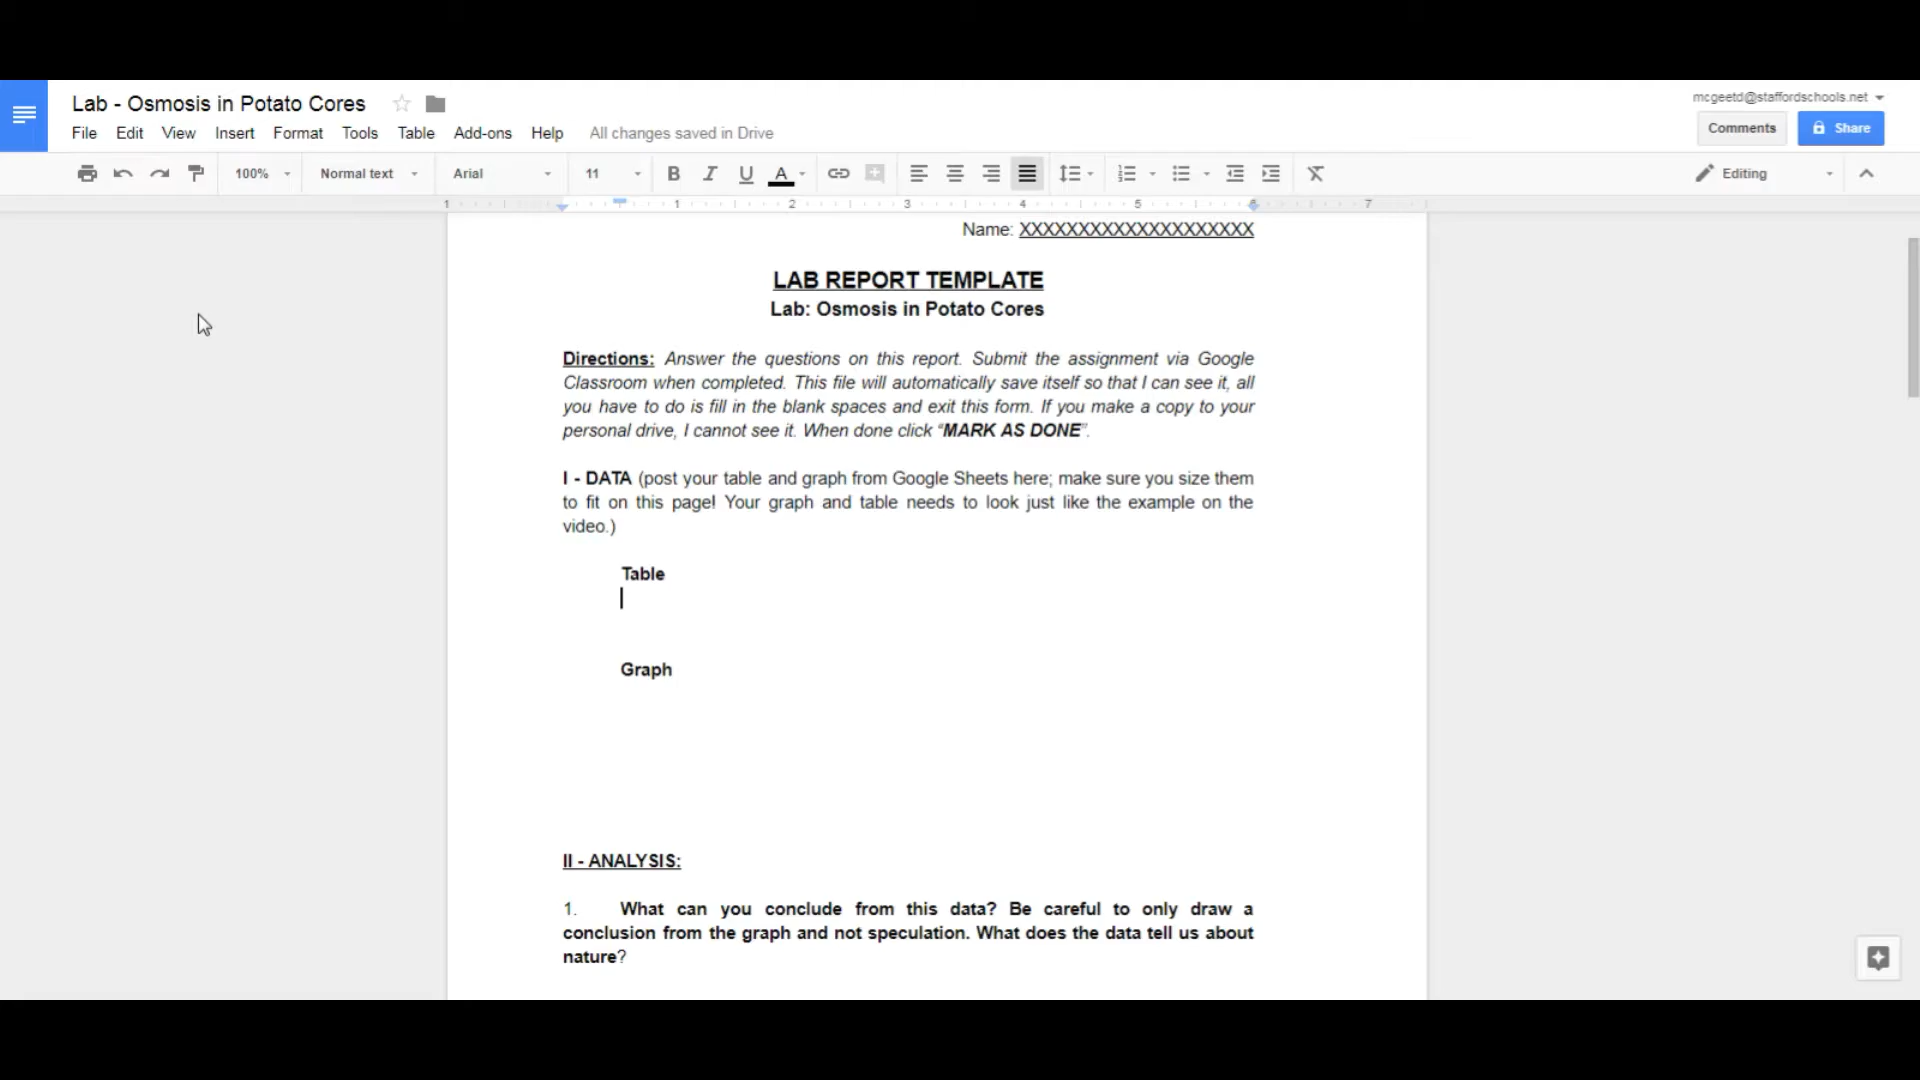 Lab - Osmosis in Potato Cores
mcgeetd@staffordschools.net
File Edit View Insert Format Tools Table Add-ons Help All changes saved in Drive
Comments Share
100% Normal text Arial 11 B I U A Editing
1 1 2 3 4 5 6 7
Name: XXXXXXXXXXXXXXXXXXXX
LAB REPORT TEMPLATE
Lab: Osmosis in Potato Cores
Directions: Answer the questions on this report. Submit the assignment via Google
Classroom when completed. This file will automatically save itself so that I can see it, all
you have to do is fill in the blank spaces and exit this form. If you make a copy to your
personal drive, I cannot see it. When done click “MARK AS DONE”.
I - DATA (post your table and graph from Google Sheets here; make sure you size them
to fit on this page! Your graph and table needs to look just like the example on the
video.)
Table
Graph
II - ANALYSIS:
1. What can you conclude from this data? Be careful to only draw a
conclusion from the graph and not speculation. What does the data tell us about
nature?